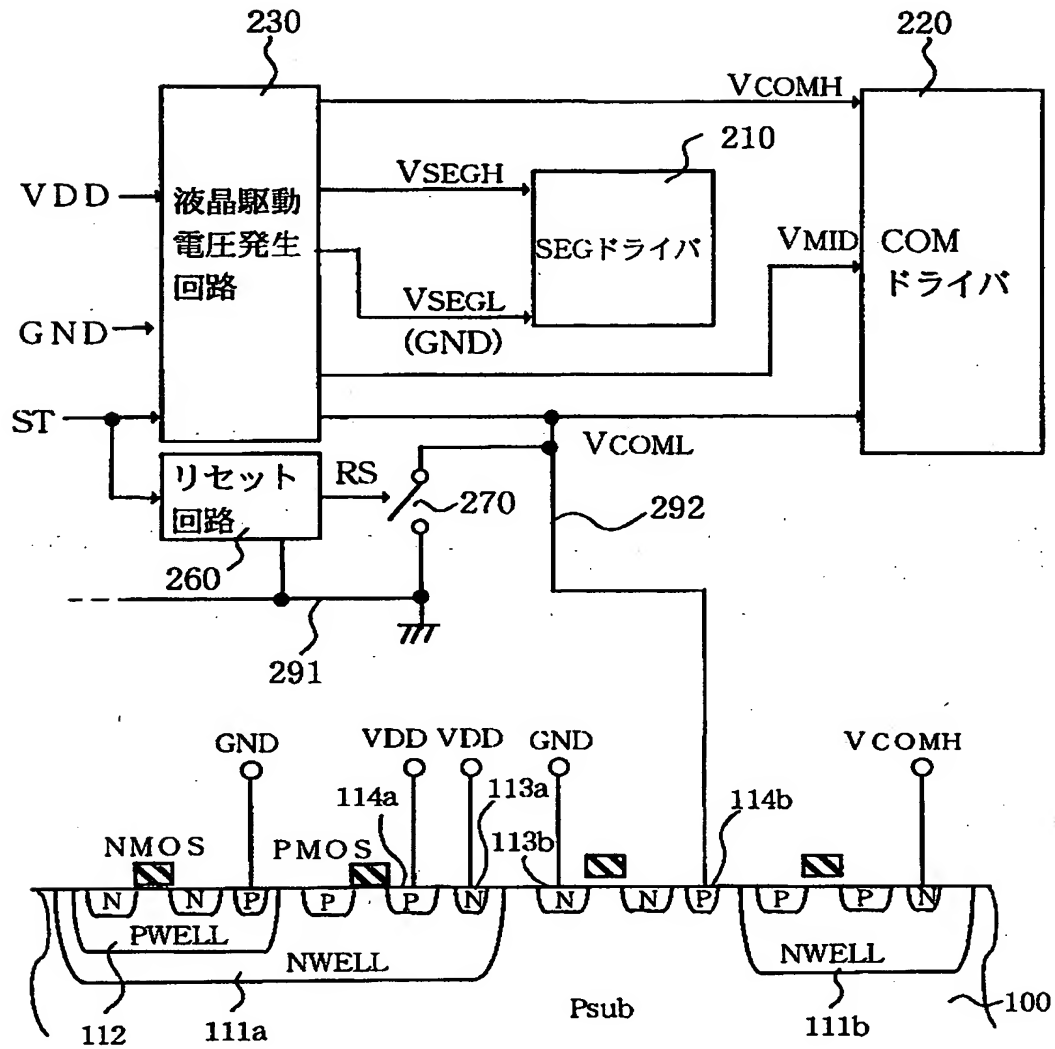 230
220
VCOMH
210
VSEGH
VDD
液晶駆動
電圧発生
回路
SEGドライバ
VMID
COM
ドライバ
VSEGL
(GND)
GND
ST
VCOML
リセット
回路
RS
270
292
260
291
GND
VDD
VDD
GND
VCOMH
114a
113a
113b
114b
NMOS
PMOS
N
N
P
P
P
N
N
N
P
P
P
N
PWELL
NWELL
NWELL
Psub
112
111a
111b
100